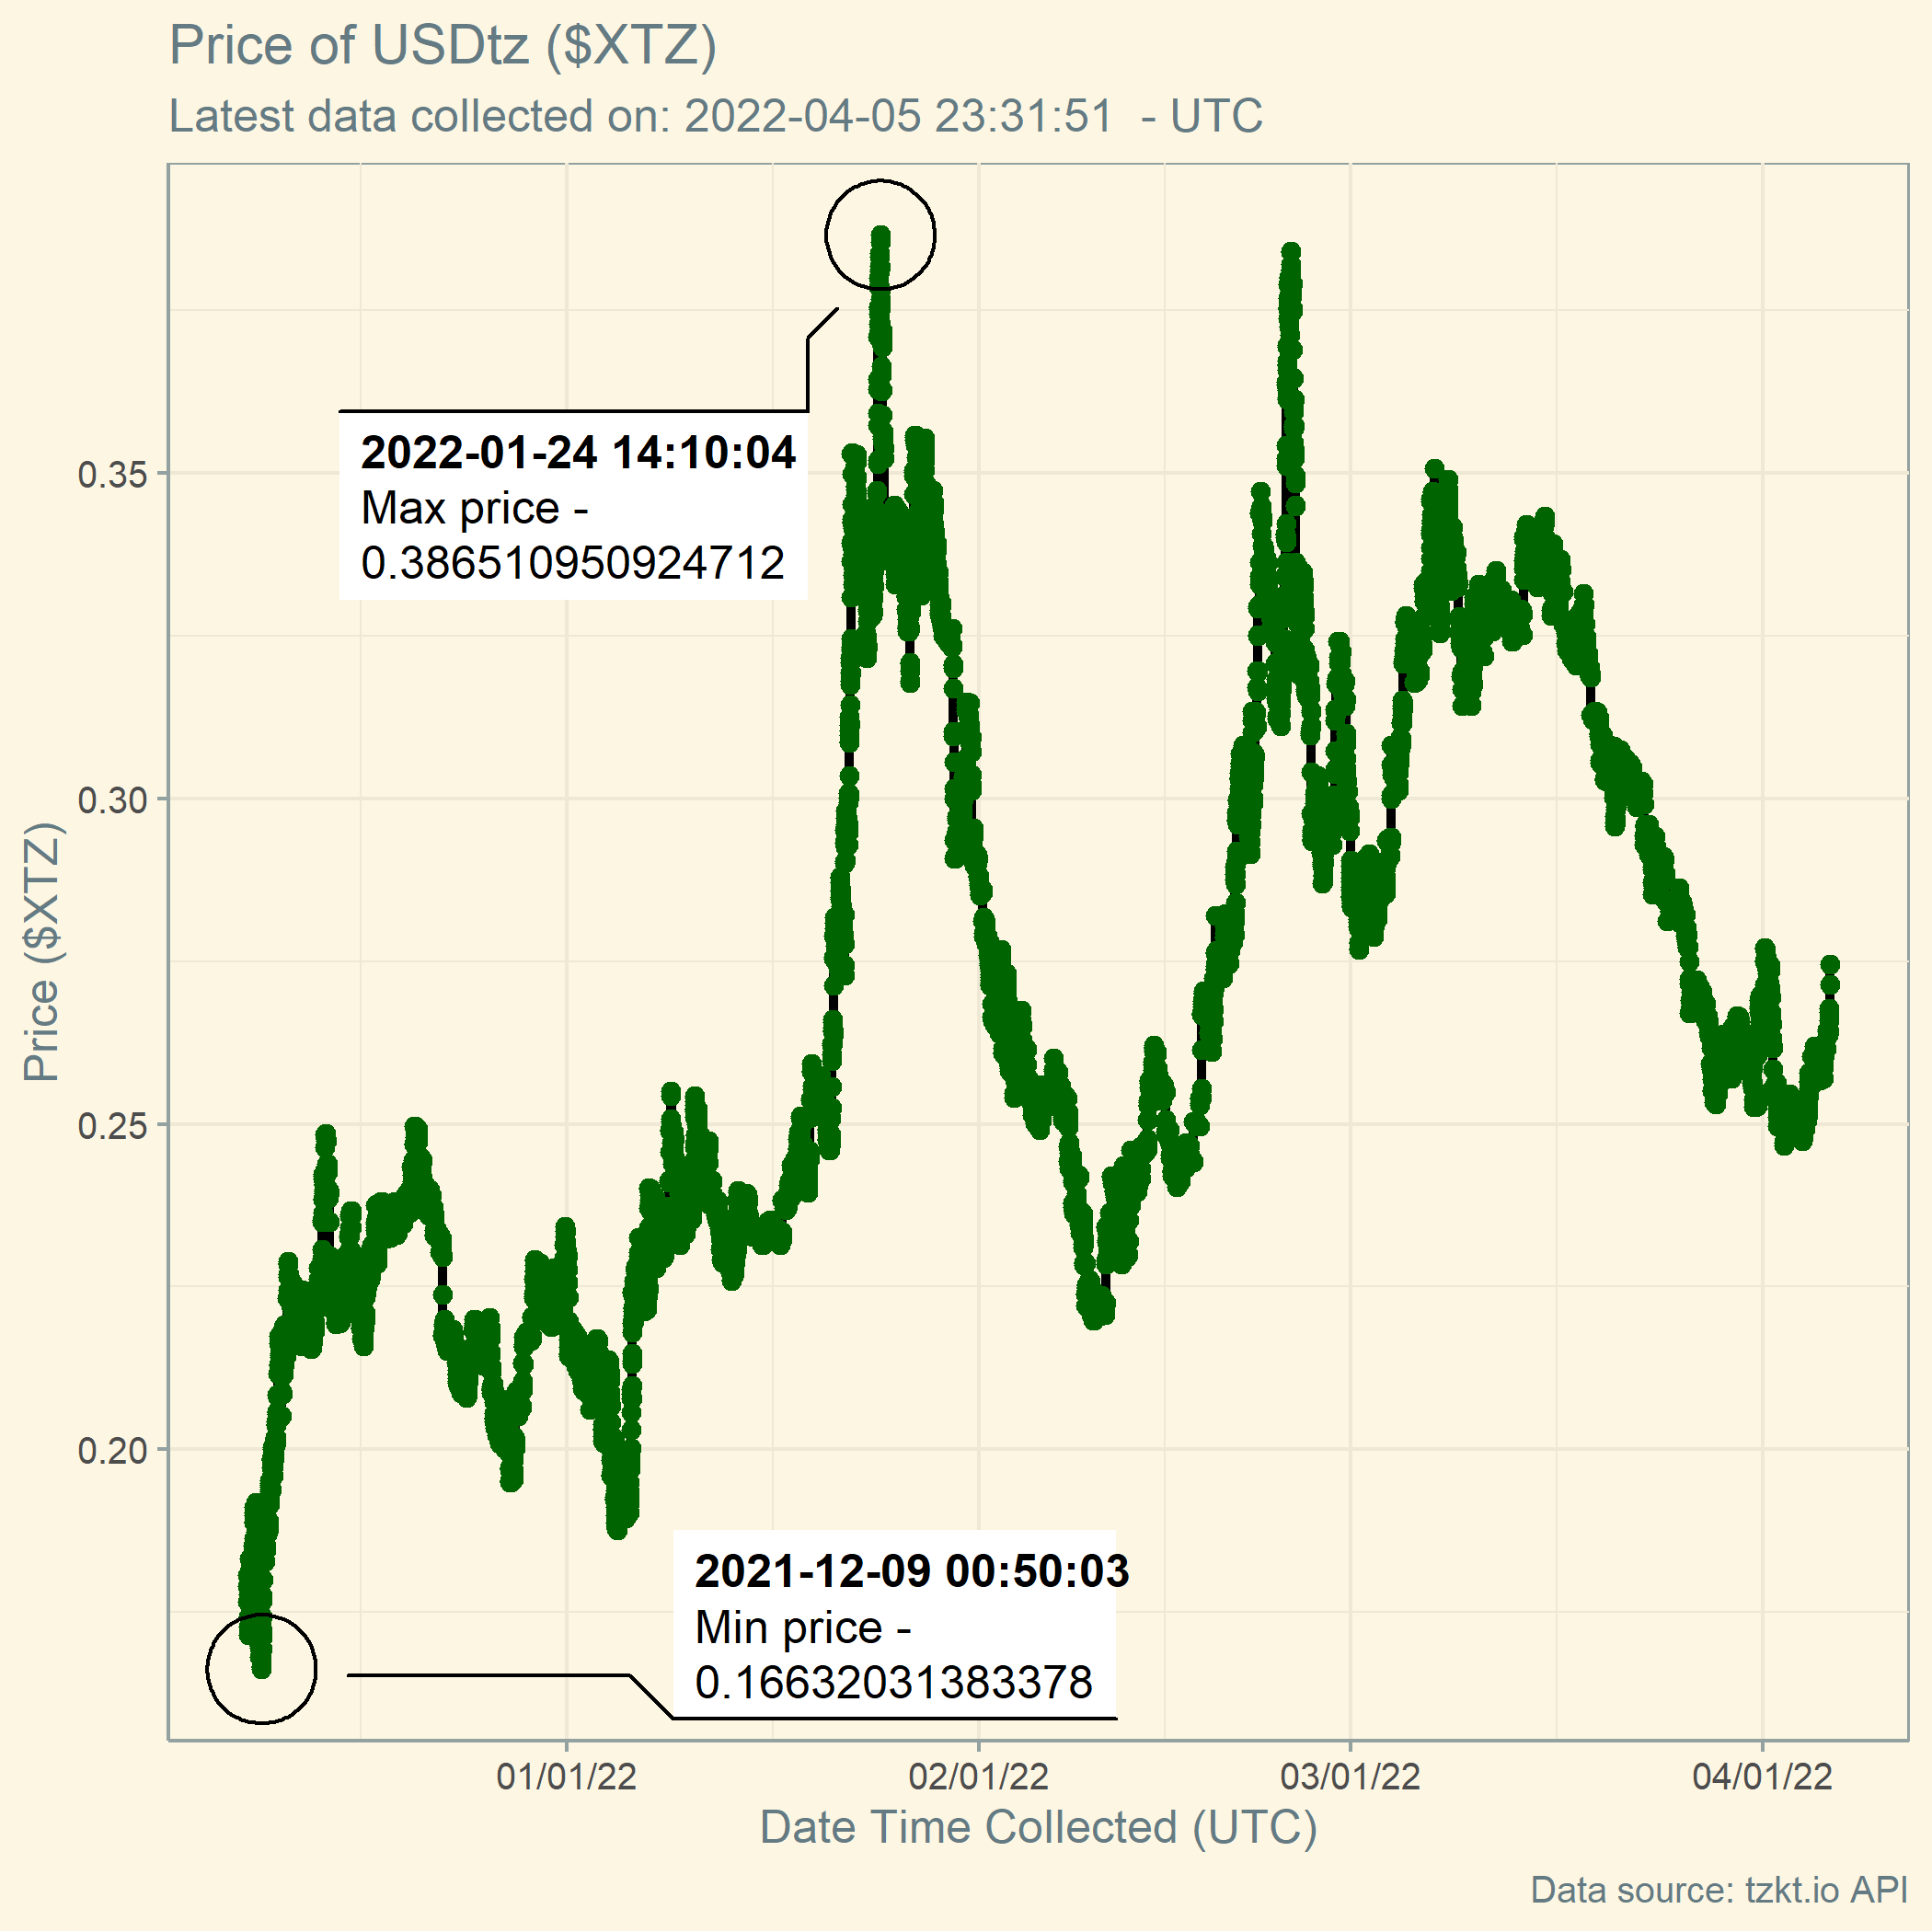 Price of USDtz ($XTZ)
Latest data collected on: 2022-04-05 23:31:51  - UTC
2022-01-24 14:10:04
Max price -
0.386510950924712
0.35
0.30
0.25
0.20
Price ($XTZ)
2021-12-09 00:50:03
Min price -
0.16632031383378
01/01/22
02/01/22
03/01/22
04/01/22
Date Time Collected (UTC)
Data source: tzkt.io API